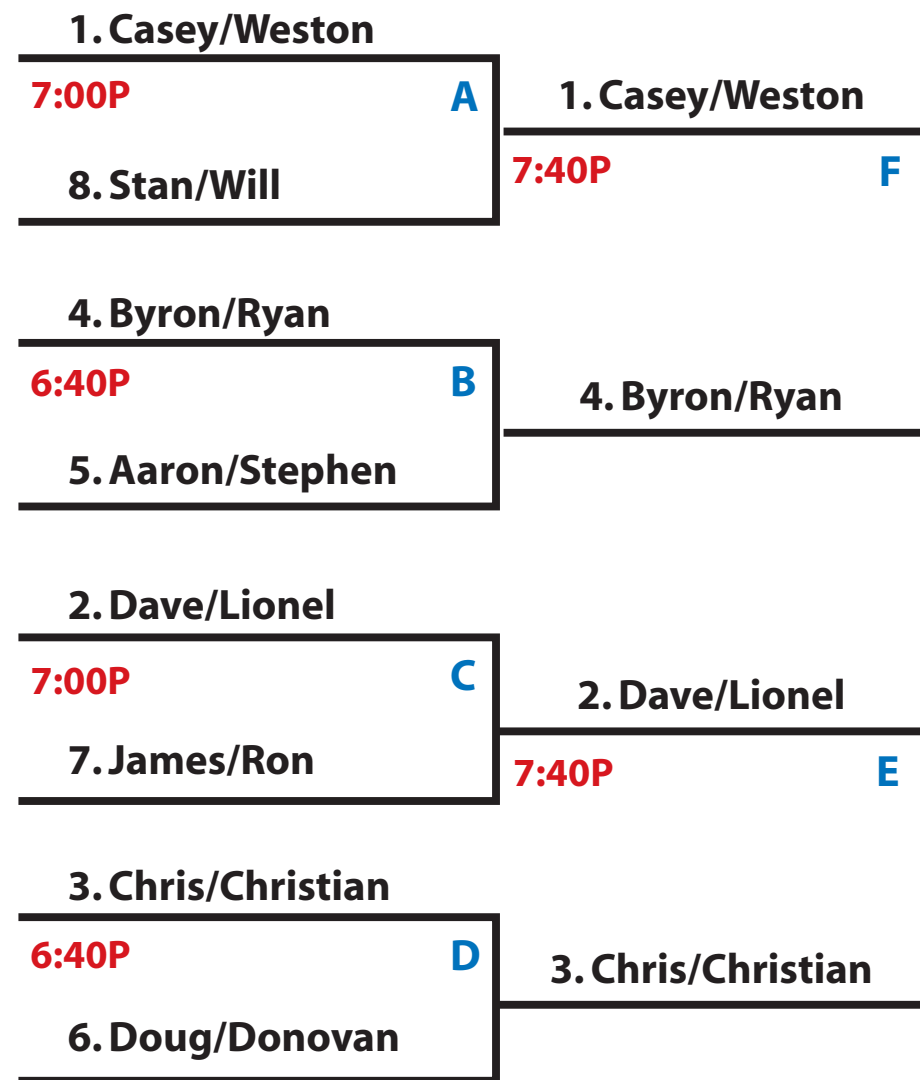 1. Casey/Weston
7:00P A
8. Stan/Will
4. Byron/Ryan
6:40P B
5. Aaron/Stephen
2. Dave/Lionel
7:00P C
7. James/Ron
3. Chris/Christian
6:40P D
6. Doug/Donovan
1. Casey/Weston
7:40P F
4. Byron/Ryan
2. Dave/Lionel
7:40P E
3. Chris/Christian